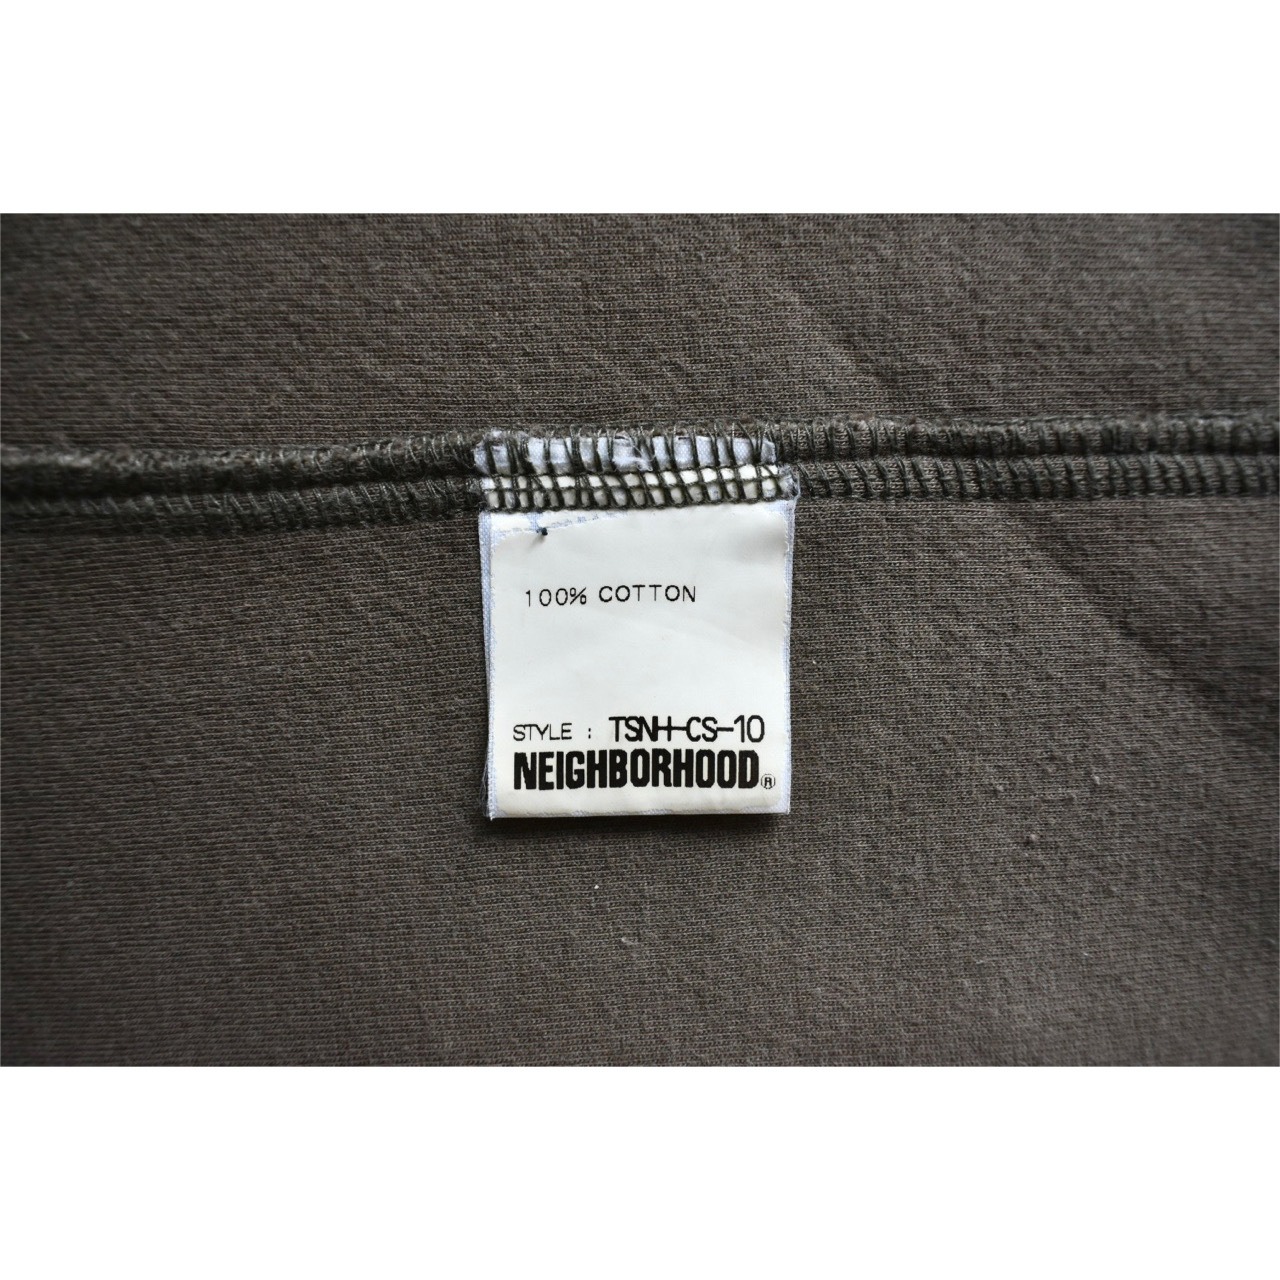 100% COTTON
STYLE : TSNH-CS-10
NEIGHBORHOOD®